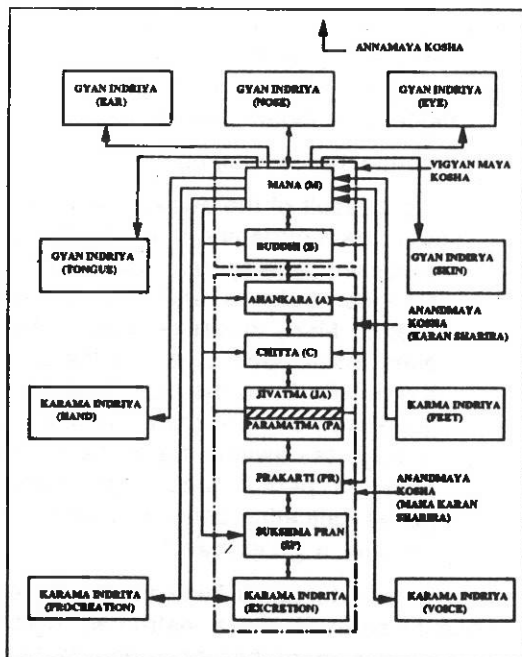 ANNAMAYA KOSHA
GYAN INDRIYA
(EAR)
GYAN INDRIYA
(NOSE)
GYAN INDRIYA
(EYE)
VIGYAN MAYA
KOSHA
MANA (M)
BUDDHI (B)
GYAN INDRIYA
(TONGUE)
GYAN INDIRYA
(SKIN)
AHANKARA (A)
ANANDMAYA
KOSHA
(KARAN SHARIRA)
CHITTA (C)
JIVATMA (JA)
PARAMATMA (PA)
KARAMA INDRIYA
(HAND)
KARMA INDRIYA
(FEET)
PRAKARTI (PR)
ANANDMAYA
KOSHA
(MAHA KARAN
SHARIRA)
SUKSHMA PRAN
(SP)
KARAMA INDRIYA
(PROCREATION)
KARAMA INDRIYA
(EXCRETION)
KARAMA INDRIYA
(VOICE)